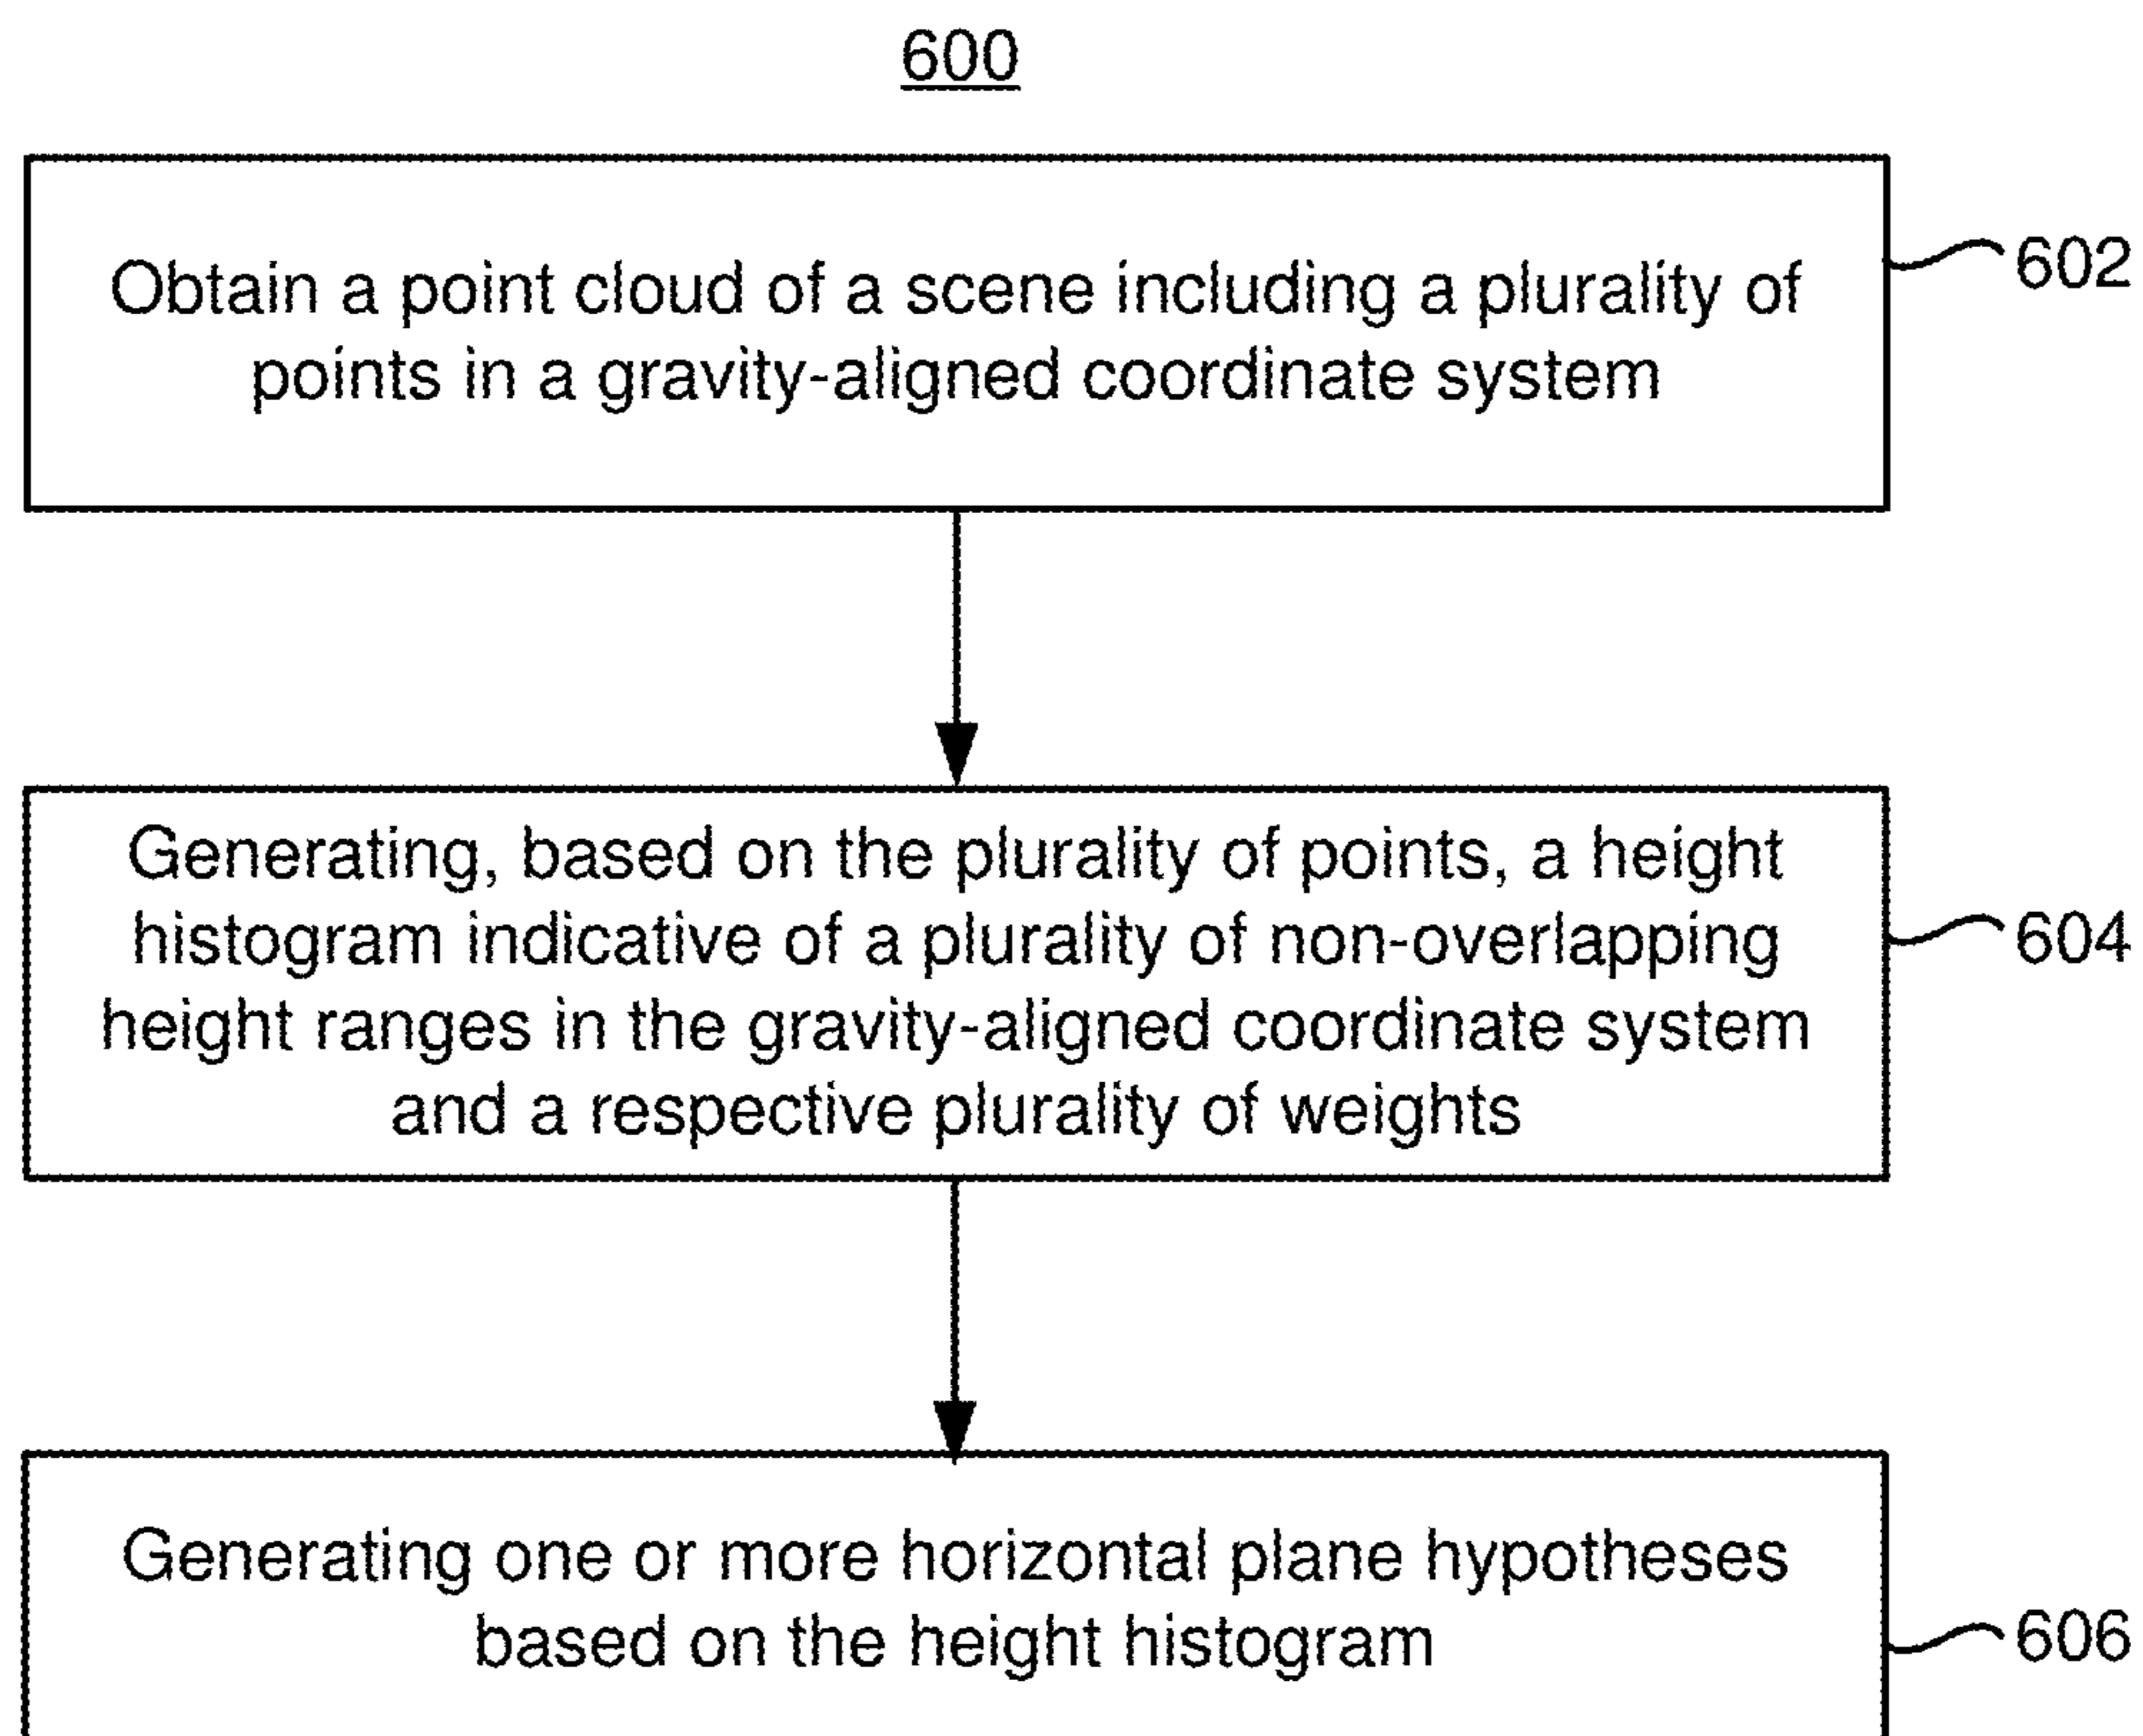 600
Obtain a point cloud of a scene including a plurality of
points in a gravity-aligned coordinate system
602
Generating, based on the plurality of points, a height
histogram indicative of a plurality of non-overlapping
height ranges in the gravity-aligned coordinate system
and a respective plurality of weights
604
Generating one or more horizontal plane hypotheses
based on the height histogram
606